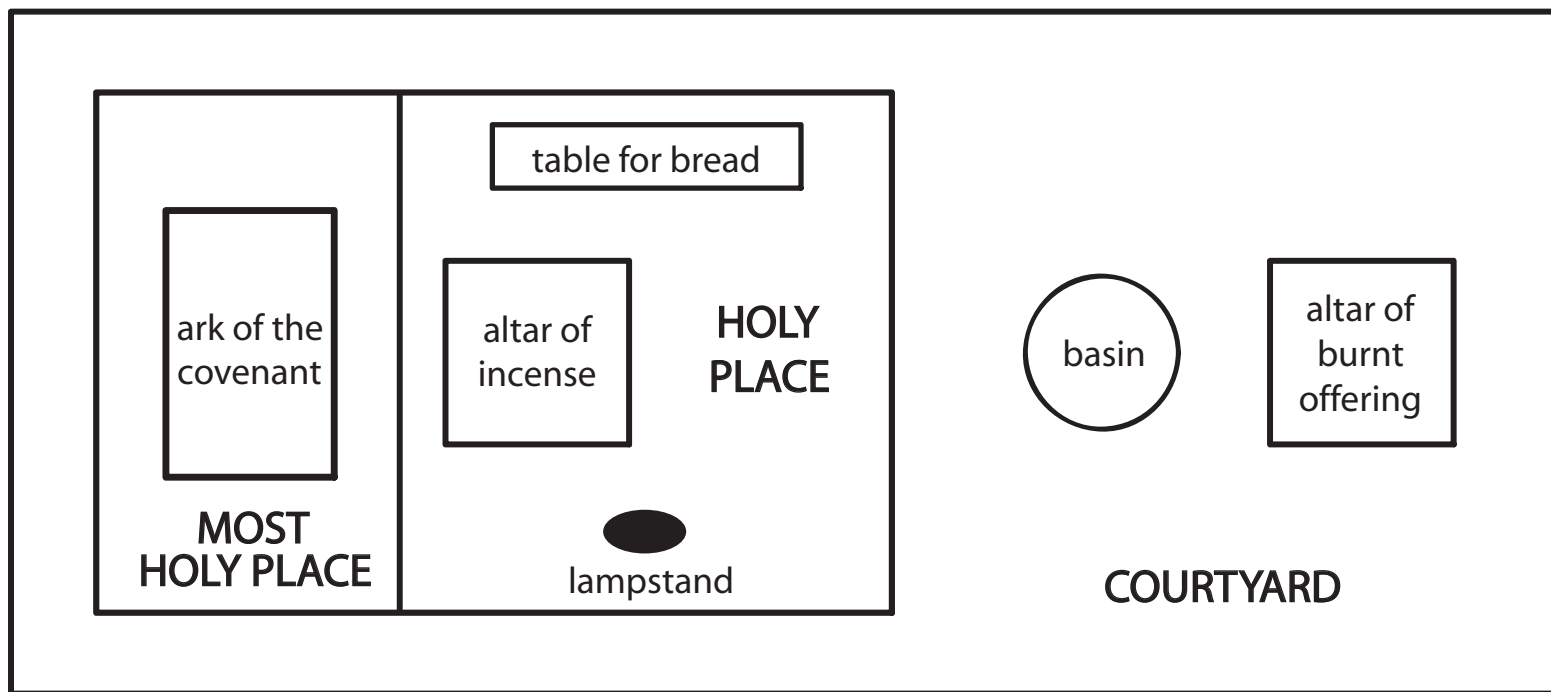 table for bread
ark of the
covenant
altar of
incense
HOLY
PLACE
basin
altar of
burnt
offering
MOST
HOLY PLACE
lampstand
COURTYARD